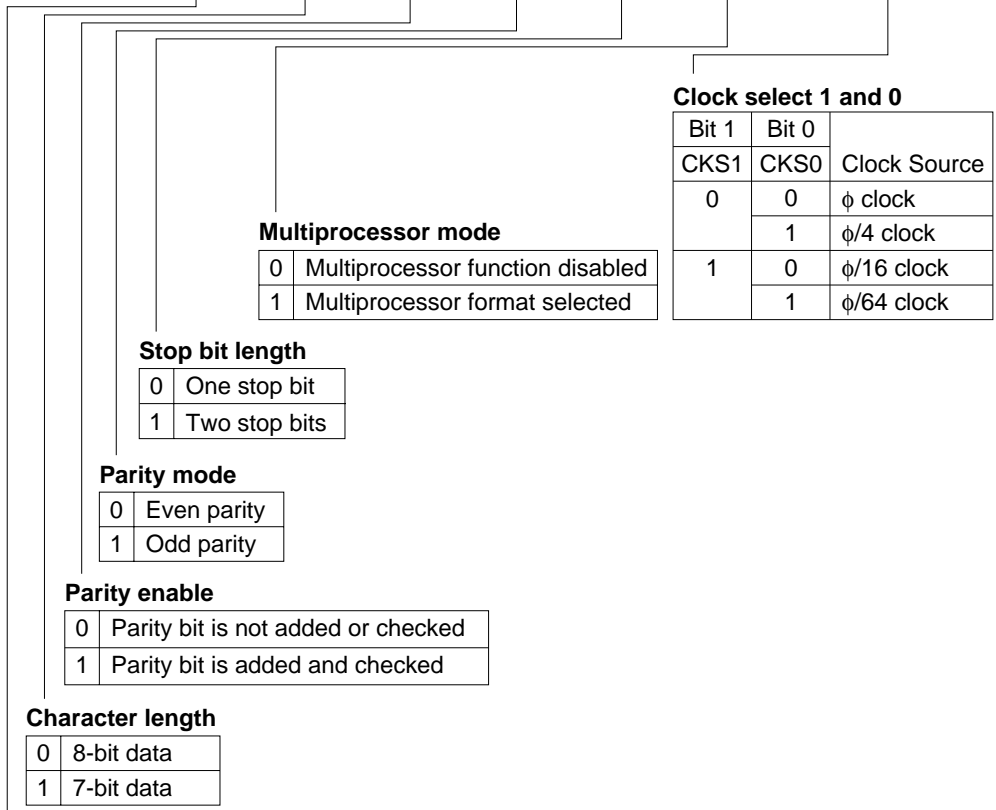 Clock select 1 and 0
Bit 1 Bit 0
CKS1 CKS0 Clock Source
0 0 ϕ clock
1 ϕ/4 clock
1 0 ϕ/16 clock
1 ϕ/64 clock
Multiprocessor mode
0 Multiprocessor function disabled
1 Multiprocessor format selected
Stop bit length
0 One stop bit
1 Two stop bits
Parity mode
0 Even parity
1 Odd parity
Parity enable
0 Parity bit is not added or checked
1 Parity bit is added and checked
Character length
0 8-bit data
1 7-bit data